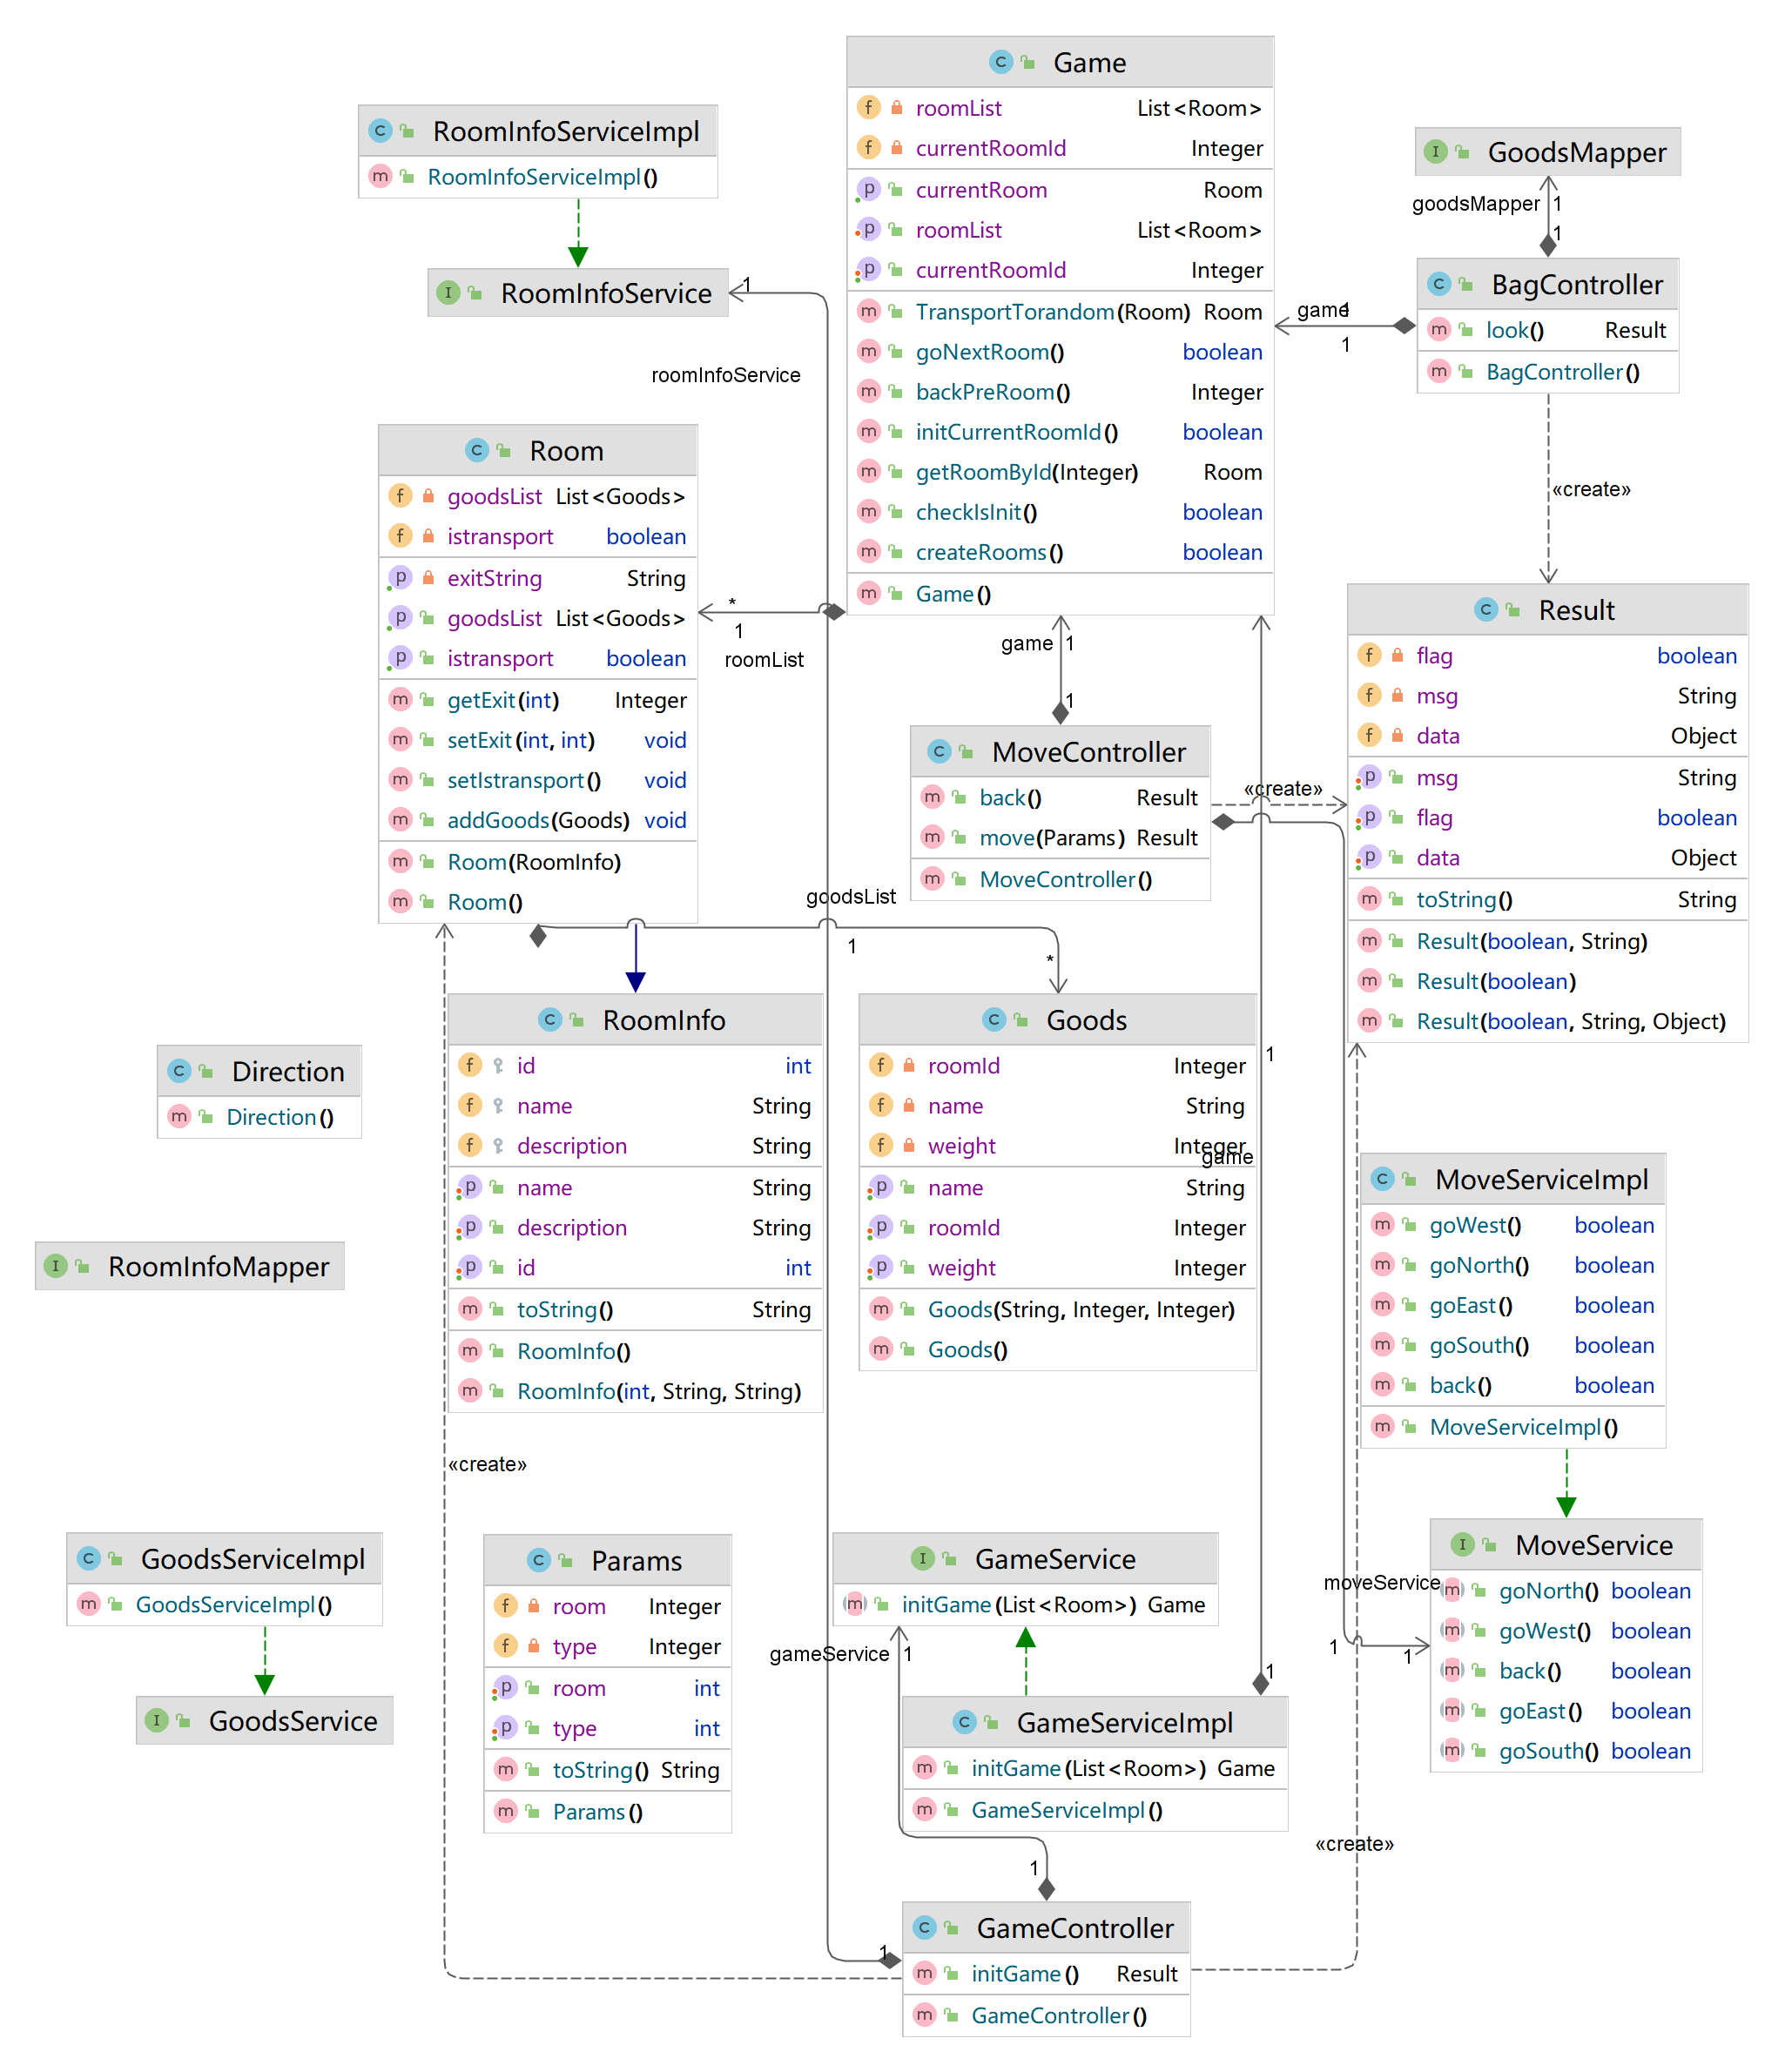 Game
roomList List<Room>
currentRoomId Integer
currentRoom Room
roomList List<Room>
currentRoomId Integer
TransportTorandom(Room) Room
goNextRoom() boolean
backPreRoom() Integer
initCurrentRoomId() boolean
getRoomById(Integer) Room
checkIsInit() boolean
createRooms() boolean
Game()
RoomInfoServiceImpl
RoomInfoServiceImpl()
RoomInfoService
1
roomInfoService
GoodsMapper
goodsMapper 1
1
BagController
look() Result
BagController()
game 1
1
«create»
Room
goodsList List<Goods>
istransport boolean
exitString String
goodsList List<Goods>
istransport boolean
getExit(int) Integer
setExit(int, int) void
setIstransport() void
addGoods(Goods) void
Room(RoomInfo)
Room()
*
1
roomList
game 1
1
MoveController
back() Result
move(Params) Result
MoveController()
«create»
Result
flag boolean
msg String
data Object
msg String
flag boolean
data Object
toString() String
Result(boolean, String)
Result(boolean)
Result(boolean, String, Object)
goodsList
1
*
RoomInfo
id int
name String
description String
name String
description String
id int
toString() String
RoomInfo()
RoomInfo(int, String, String)
Goods
roomId Integer
name String
weight Integer
name String
roomId Integer
weight Integer
Goods(String, Integer, Integer)
Goods()
1
game
Direction
Direction()
RoomInfoMapper
MoveServiceImpl
goWest() boolean
goNorth() boolean
goEast() boolean
goSouth() boolean
back() boolean
MoveServiceImpl()
«create»
GoodsServiceImpl
GoodsServiceImpl()
GoodsService
Params
room Integer
type Integer
room int
type int
toString() String
Params()
GameService
initGame(List<Room>) Game
gameService 1
1
GameServiceImpl
initGame(List<Room>) Game
GameServiceImpl()
MoveService
goNorth() boolean
goWest() boolean
back() boolean
goEast() boolean
goSouth() boolean
moveService
1
1
«create»
1
1
GameController
initGame() Result
GameController()